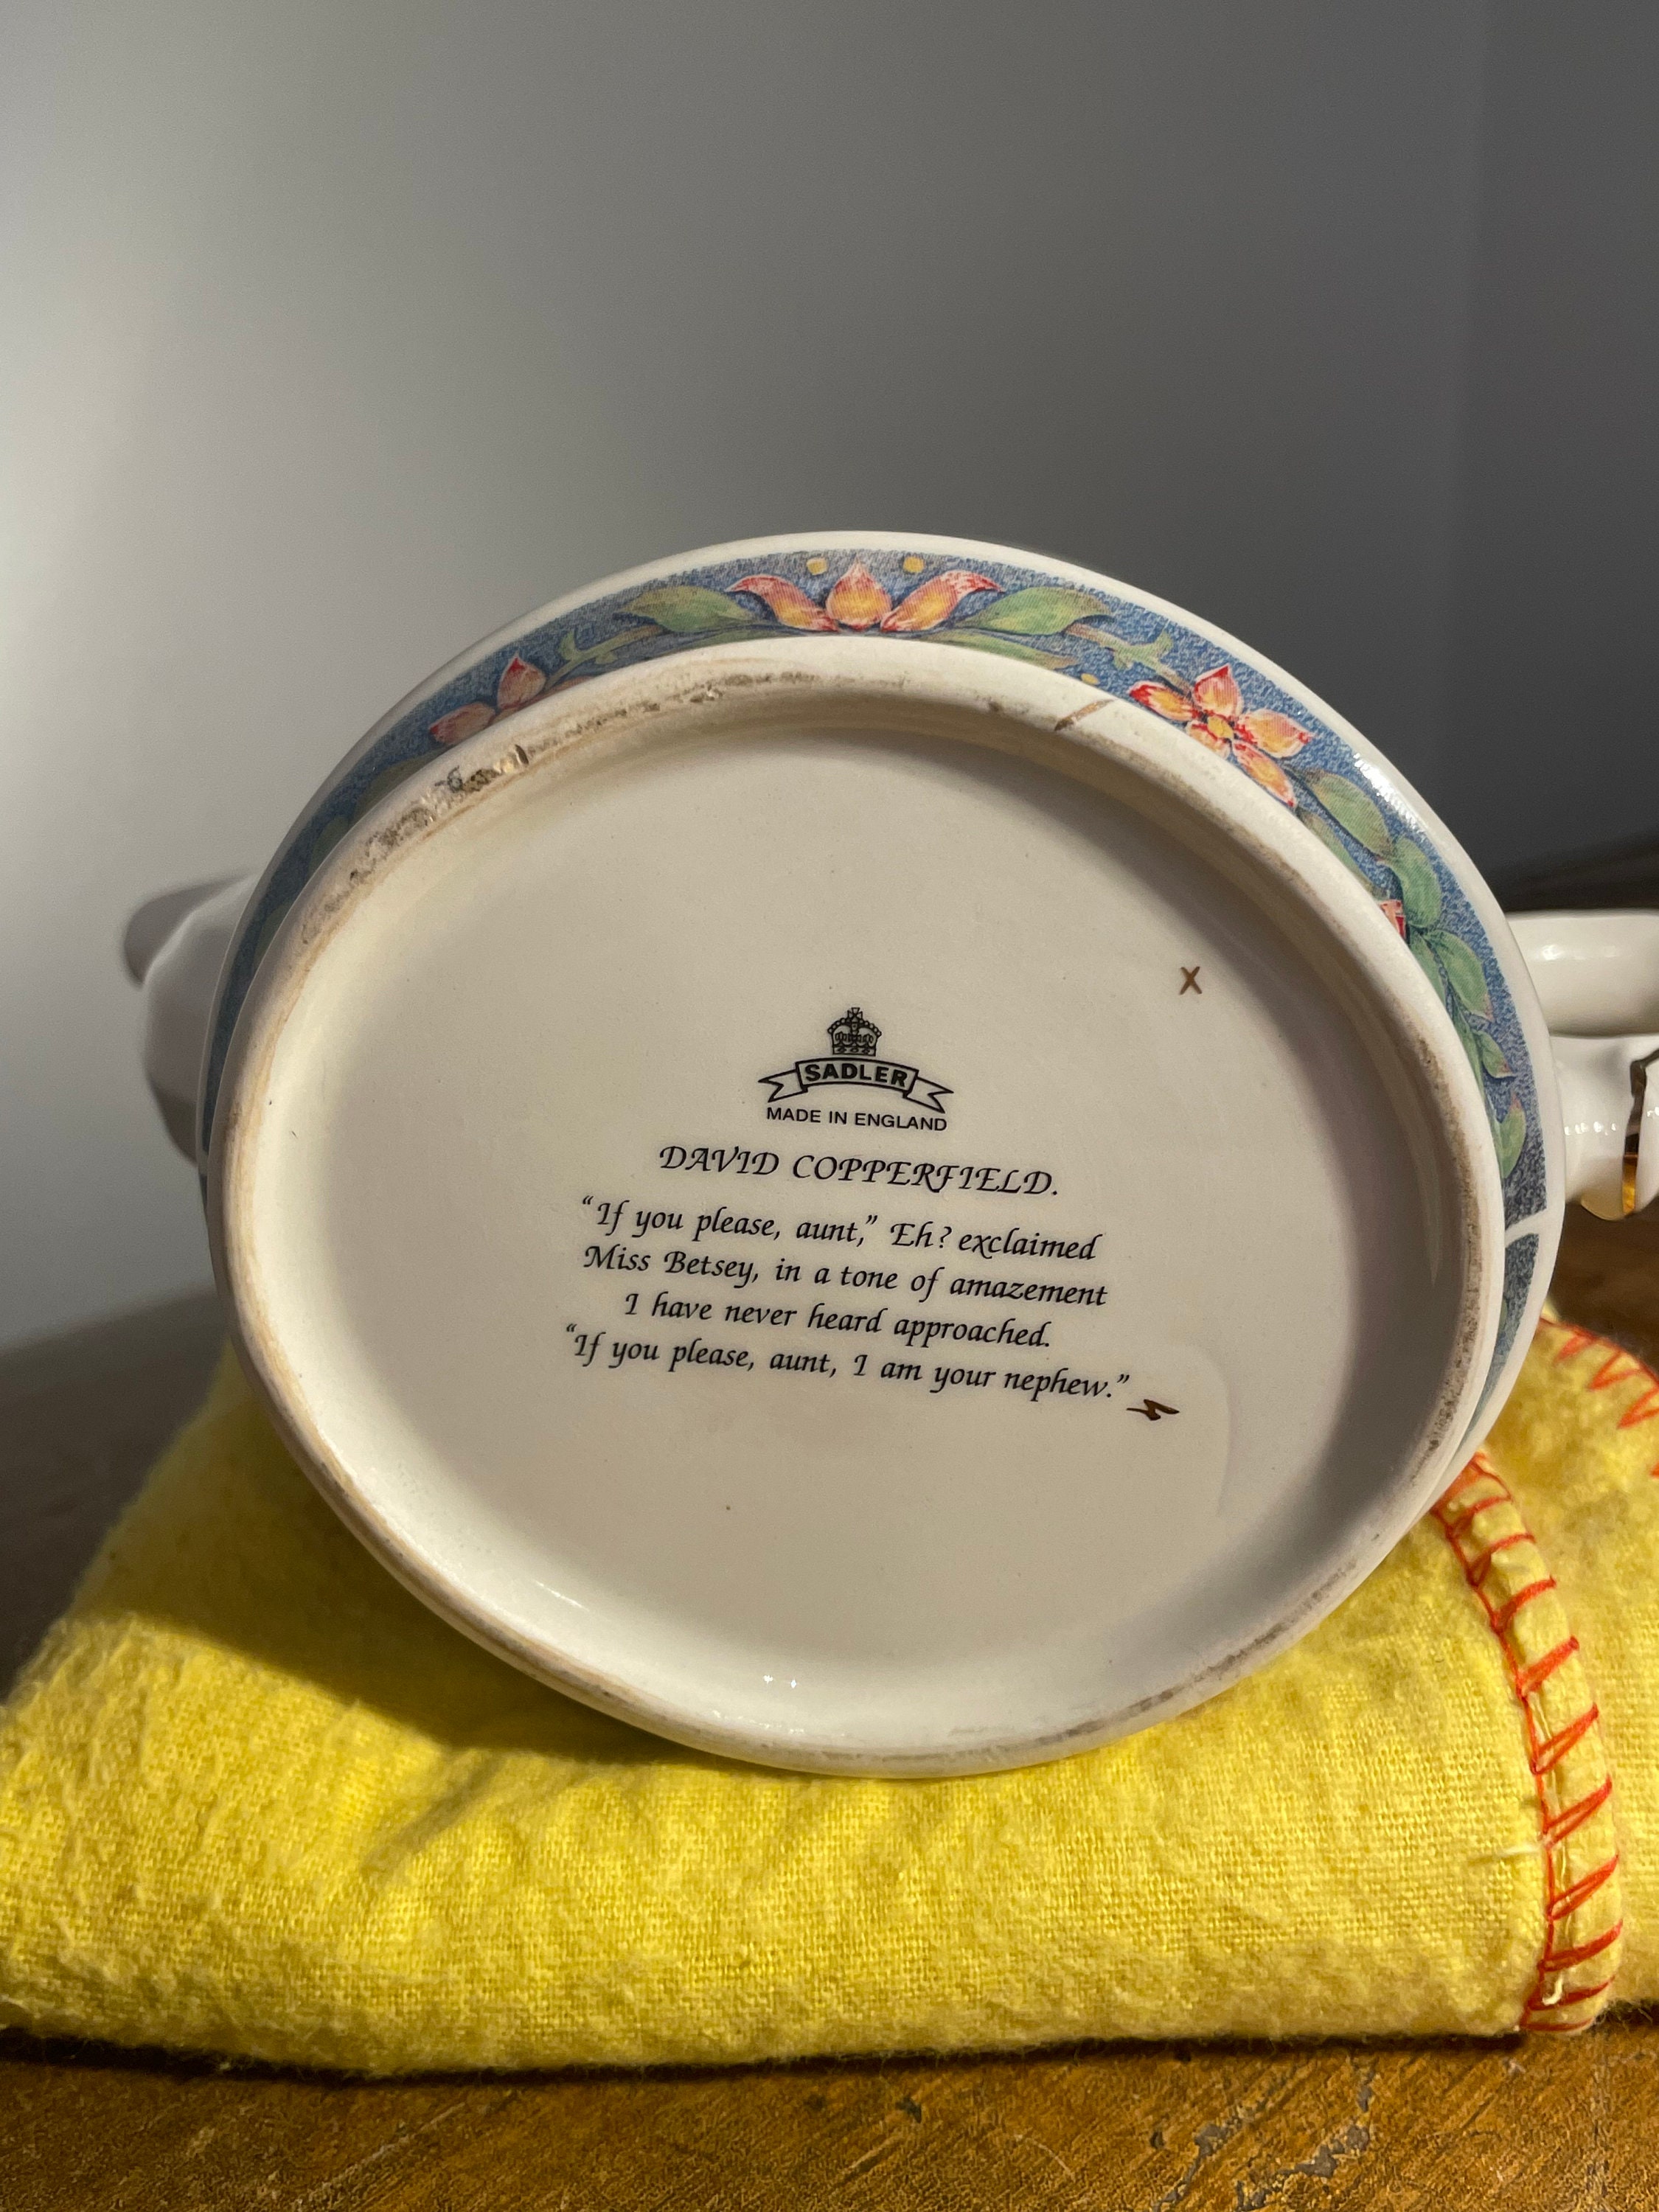 X
SADLER
MADE IN ENGLAND
DAVID COPPERFIELD.
“If you please, aunt,” Eh? exclaimed
Miss Betsey, in a tone of amazement
I have never heard approached.
“If you please, aunt, I am your nephew.”